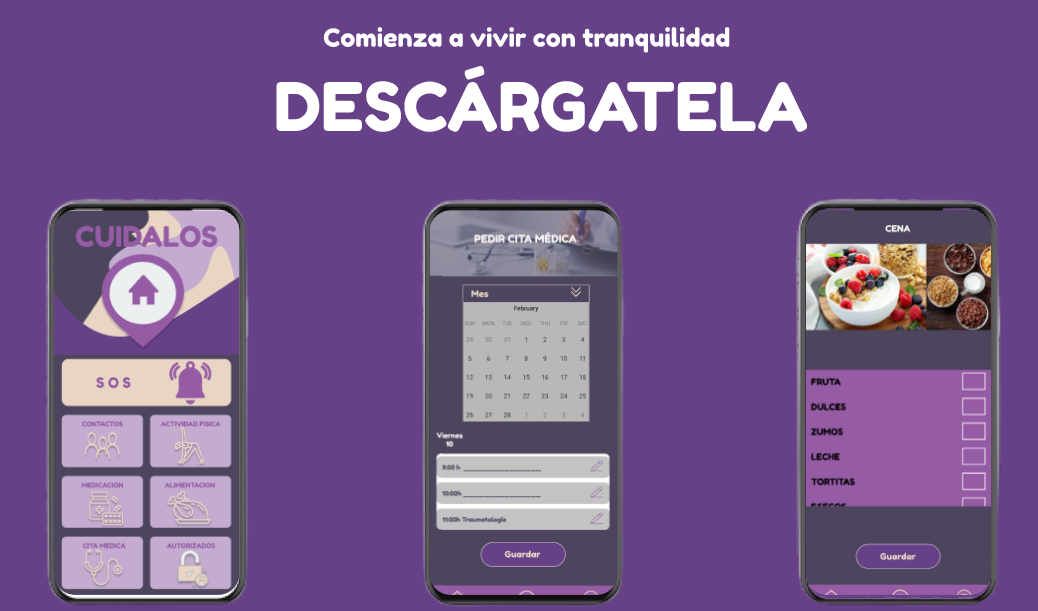 Comienza a vivir con tranquilidad
DESCÁRGATELA
CUIDALOS
SOS
CONTACTOS
ACTIVIDAD FISICA
MEDICACION
ALIMENTACION
CITA MEDICA
AUTORIZADOS
PEDIR CITA MÉDICA
Mes
February
SUN MON TUE WED THU FRI SAT
29 30 31 1 2 3 4
5 6 7 8 9 10 11
12 13 14 15 16 17 18
19 20 21 22 23 24 25
26 27 28 1 2 3 4
Viernes
10
9:00 h ____________________
10:00h ____________________
11:00h Traumatología
Guardar
CENA
FRUTA
DULCES
ZUMOS
LECHE
TORTITAS
Guardar